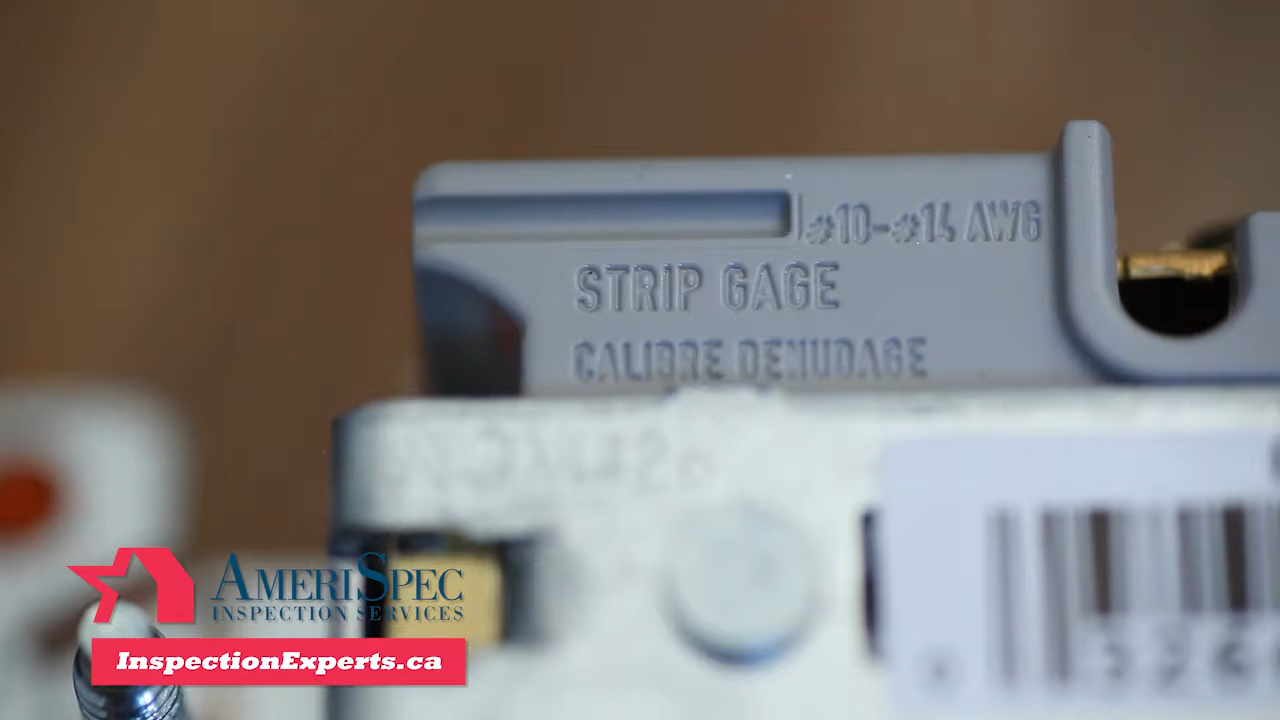 #10-#14 AWG
STRIP GAGE
CALIBRE DENUDAGE
AMERISPEC
INSPECTION SERVICES
InspectionExperts.ca